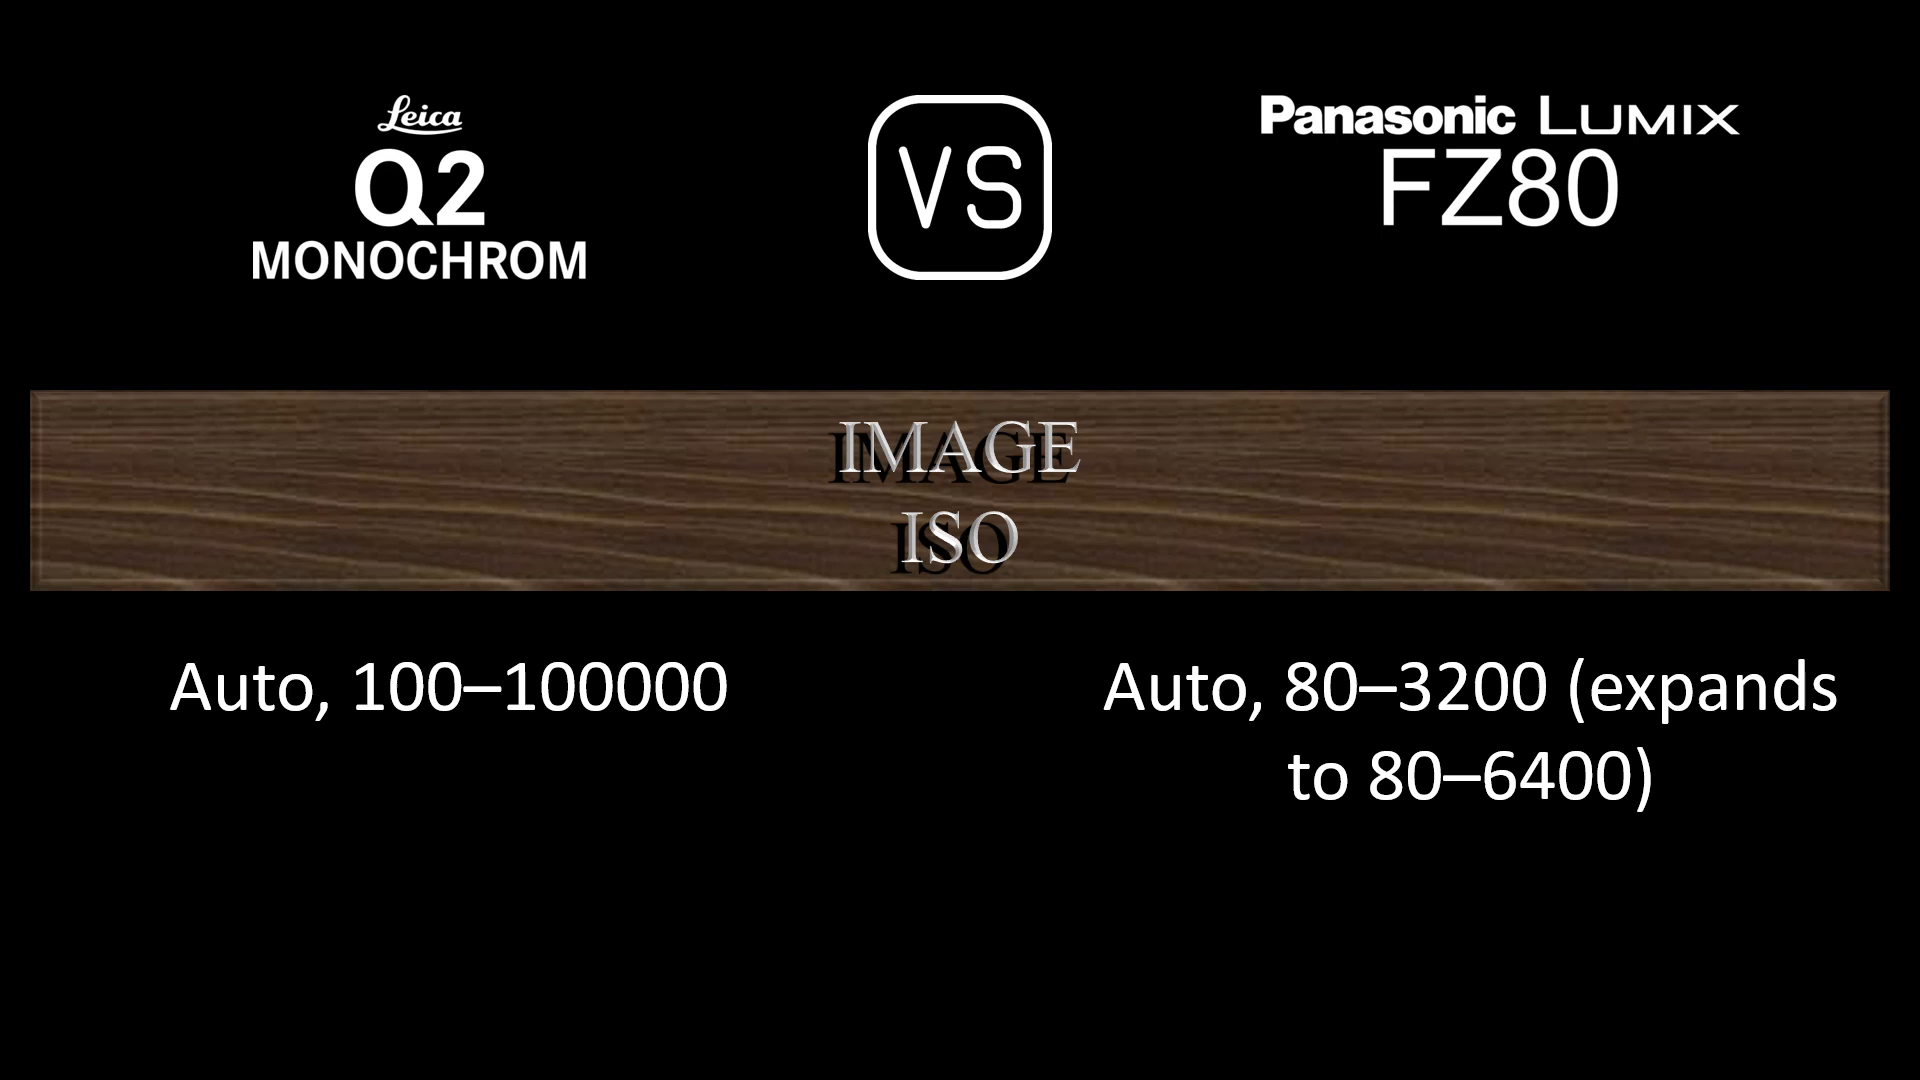 Leica
Q2
MONOCHROM
VS
Panasonic LUMIX
FZ80
IMAGE
ISO
Auto, 100–100000
Auto, 80–3200 (expands
to 80–6400)